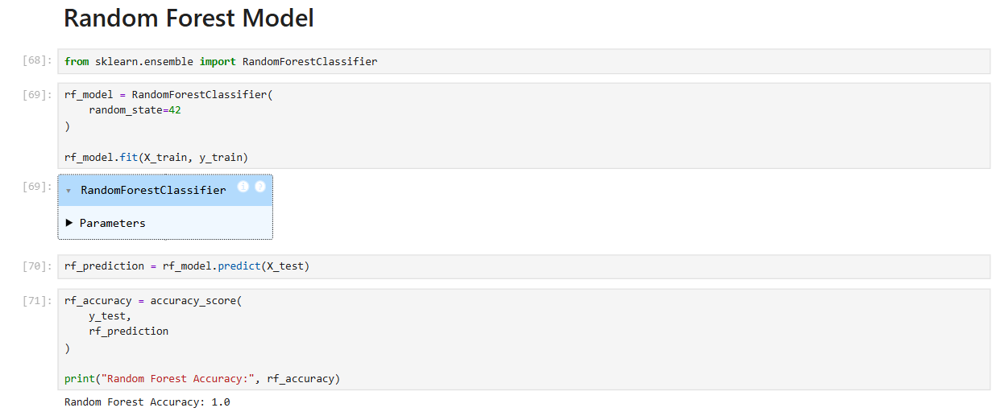 Random Forest Model
[68]: from sklearn.ensemble import RandomForestClassifier
[69]: rf_model = RandomForestClassifier(
    random_state=42
)
rf_model.fit(X_train, y_train)
[69]: RandomForestClassifier i ?
Parameters
[70]: rf_prediction = rf_model.predict(X_test)
[71]: rf_accuracy = accuracy_score(
    y_test,
    rf_prediction
)
print("Random Forest Accuracy:", rf_accuracy)
Random Forest Accuracy: 1.0